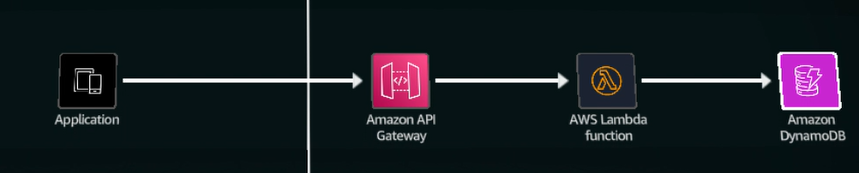 Application
Amazon API
Gateway
AWS Lambda
function
Amazon
DynamoDB